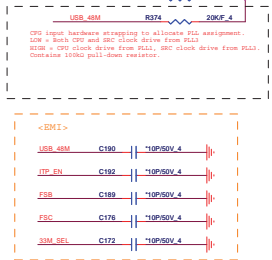 USB_48M R374 20K/F_4
CFG input hardware strapping to allocate PLL assignment.
LOW = Both CPU and SRC clock drive from PLL3
HIGH = CPU clock drive from PLL1, SRC clock drive from PLL3.
Contains 100kΩ pull-down resistor.
<EMI>
USB_48M C190 *10P/50V_4
ITP_EN C192 *10P/50V_4
FSB C189 *10P/50V_4
FSC C176 *10P/50V_4
33M_SEL C172 *10P/50V_4